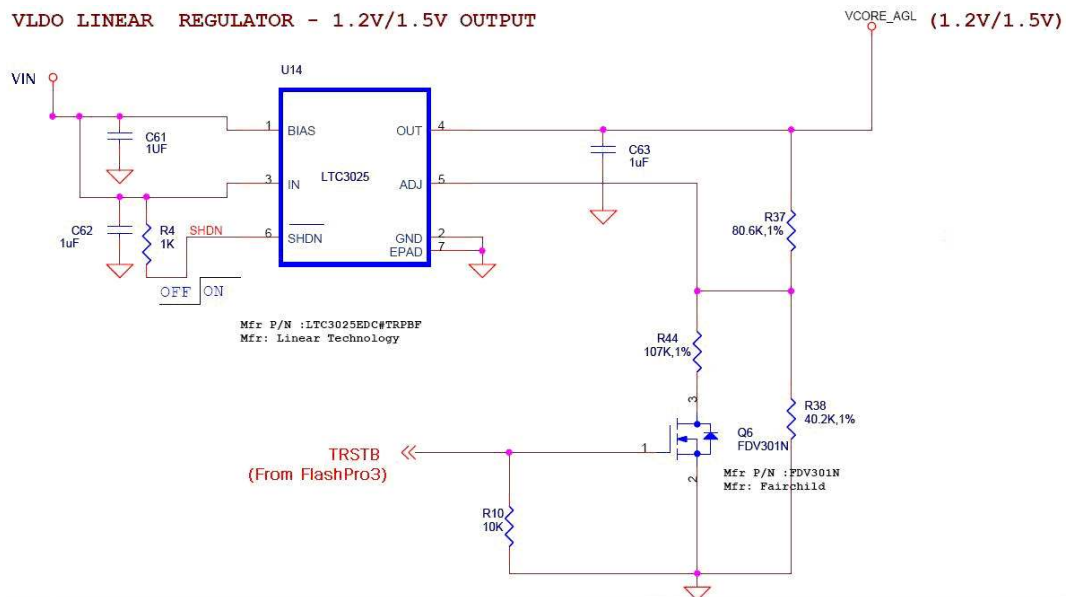 VLDO LINEAR REGULATOR - 1.2V/1.5V OUTPUT
VCORE_AGL (1.2V/1.5V)
VIN
U14
1 BIAS
OUT 4
C61
1UF
C63
1uF
LTC3025
3 IN
ADJ 5
R37
80.6K,1%
C62
1uF
R4
1K
SHDN
6 SHDN
GND 2
EPAD 7
OFF ON
Mfr P/N :LTC3025EDC#TRPBF
Mfr: Linear Technology
R44
107K,1%
3
R38
40.2K,1%
Q6
FDV301N
1
TRSTB
(From FlashPro3)
2
Mfr P/N :FDV301N
Mfr: Fairchild
R10
10K